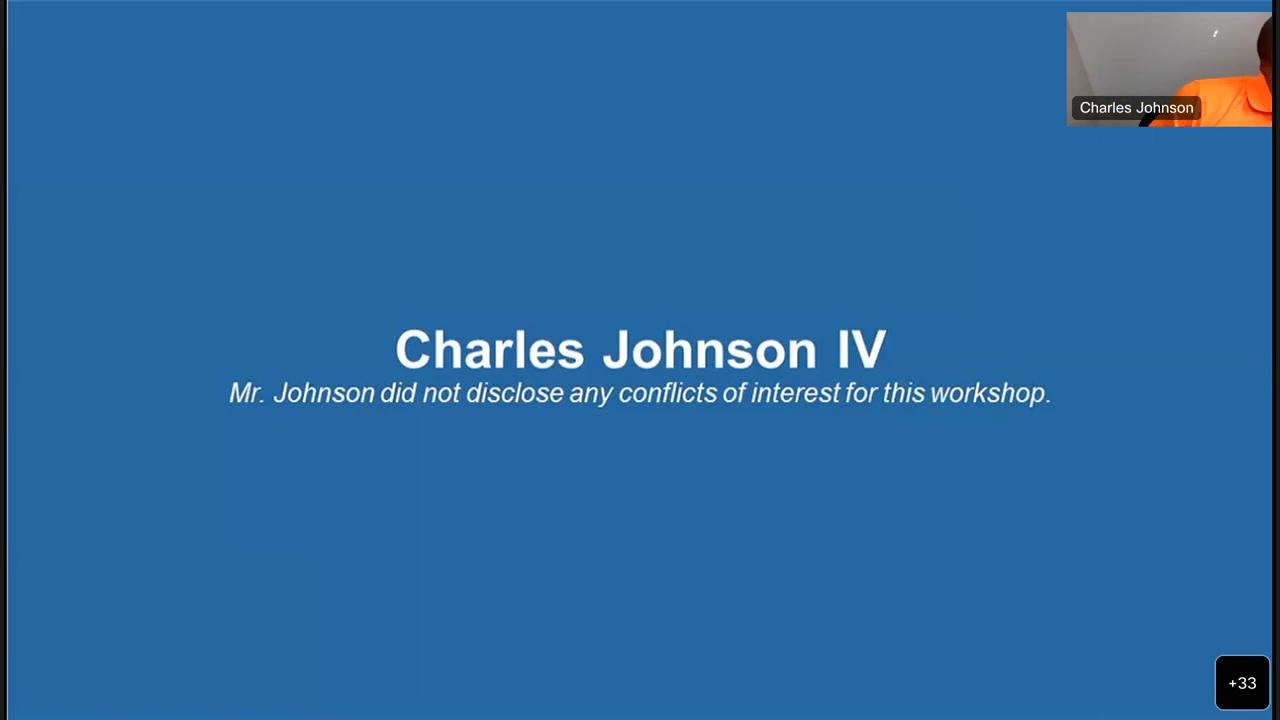 Charles Johnson
Charles Johnson IV
Mr. Johnson did not disclose any conflicts of interest for this workshop.
+33